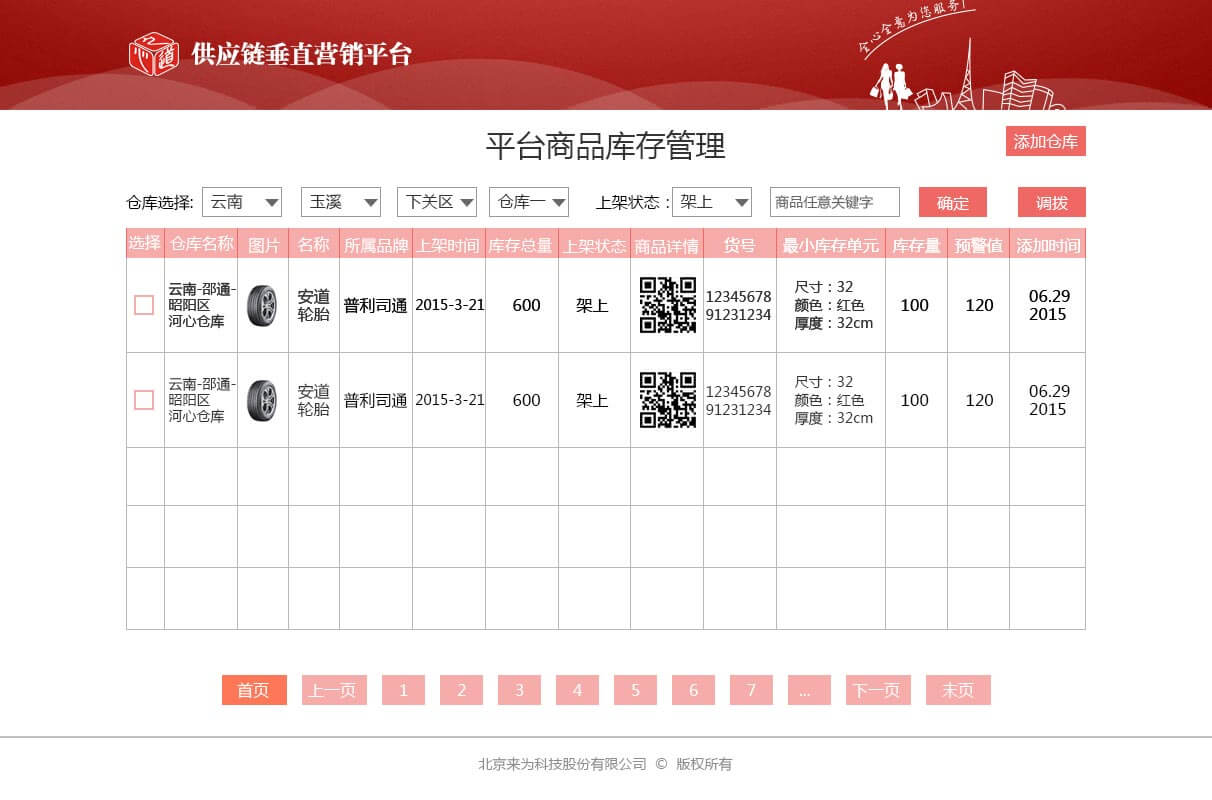 全心全意为您服务!
供应链垂直营销平台
平台商品库存管理
添加仓库
仓库选择: 云南 玉溪 下关区 仓库一 上架状态: 架上 商品任意关键字 确定 调拨
选择 仓库名称 图片 名称 所属品牌 上架时间 库存总量 上架状态 商品详情 货号 最小库存单元 库存量 预警值 添加时间
云南-邵通-
昭阳区
河心仓库
安道
轮胎
普利司通
2015-3-21
600
架上
12345678
91231234
尺寸:32
颜色:红色
厚度:32cm
100
120
06.29
2015
云南-邵通-
昭阳区
河心仓库
安道
轮胎
普利司通
2015-3-21
600
架上
12345678
91231234
尺寸:32
颜色:红色
厚度:32cm
100
120
06.29
2015
首页 上一页 1 2 3 4 5 6 7 ... 下一页 末页
北京来为科技股份有限公司 © 版权所有